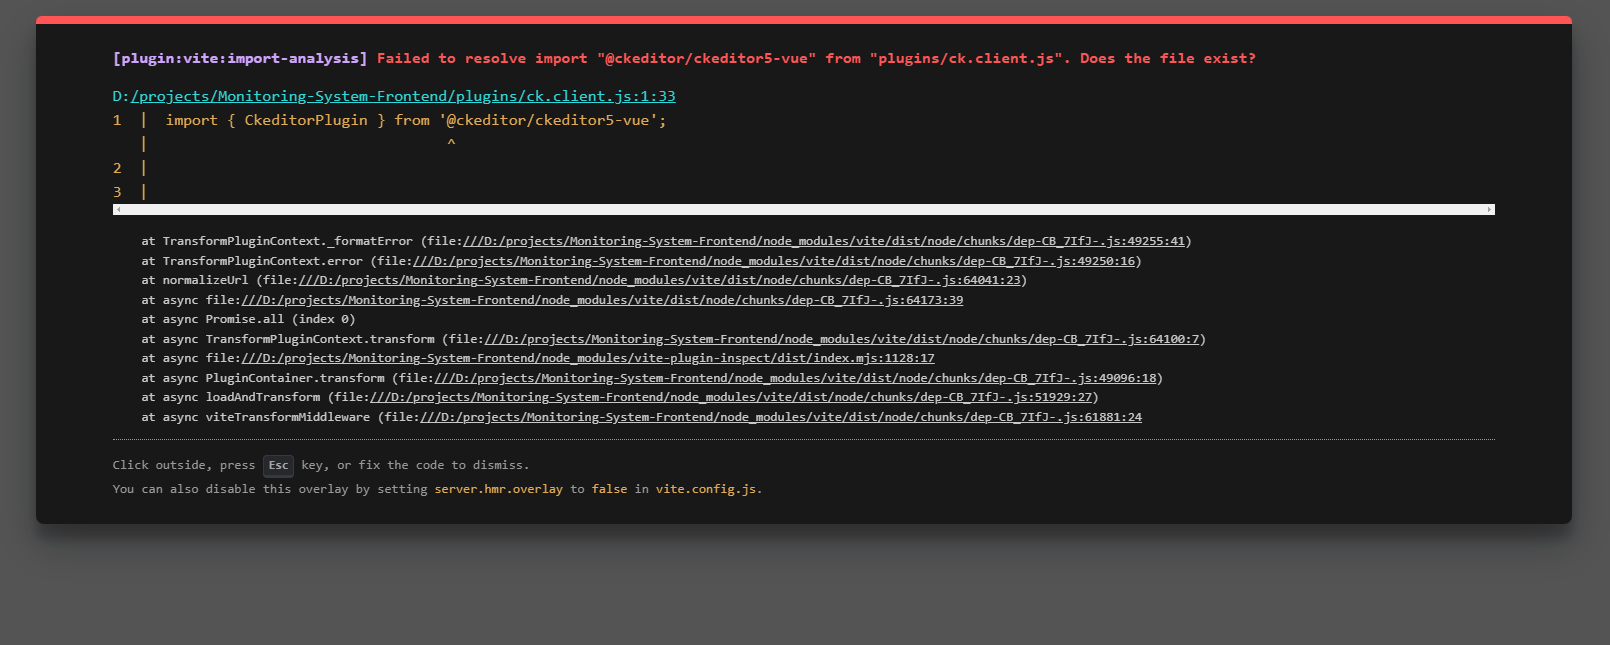 [plugin:vite:import-analysis] Failed to resolve import "@ckeditor/ckeditor5-vue" from "plugins/ck.client.js". Does the file exist?
D:/projects/Monitoring-System-Frontend/plugins/ck.client.js:1:33
1  |  import { CkeditorPlugin } from '@ckeditor/ckeditor5-vue';
   |                                  ^
2  |
3  |
at TransformPluginContext._formatError (file:///D:/projects/Monitoring-System-Frontend/node_modules/vite/dist/node/chunks/dep-CB_7IfJ-.js:49255:41)
at TransformPluginContext.error (file:///D:/projects/Monitoring-System-Frontend/node_modules/vite/dist/node/chunks/dep-CB_7IfJ-.js:49250:16)
at normalizeUrl (file:///D:/projects/Monitoring-System-Frontend/node_modules/vite/dist/node/chunks/dep-CB_7IfJ-.js:64041:23)
at async file:///D:/projects/Monitoring-System-Frontend/node_modules/vite/dist/node/chunks/dep-CB_7IfJ-.js:64173:39
at async Promise.all (index 0)
at async TransformPluginContext.transform (file:///D:/projects/Monitoring-System-Frontend/node_modules/vite/dist/node/chunks/dep-CB_7IfJ-.js:64100:7)
at async file:///D:/projects/Monitoring-System-Frontend/node_modules/vite-plugin-inspect/dist/index.mjs:1128:17
at async PluginContainer.transform (file:///D:/projects/Monitoring-System-Frontend/node_modules/vite/dist/node/chunks/dep-CB_7IfJ-.js:49096:18)
at async loadAndTransform (file:///D:/projects/Monitoring-System-Frontend/node_modules/vite/dist/node/chunks/dep-CB_7IfJ-.js:51929:27)
at async viteTransformMiddleware (file:///D:/projects/Monitoring-System-Frontend/node_modules/vite/dist/node/chunks/dep-CB_7IfJ-.js:61881:24
Click outside, press Esc key, or fix the code to dismiss.
You can also disable this overlay by setting server.hmr.overlay to false in vite.config.js.